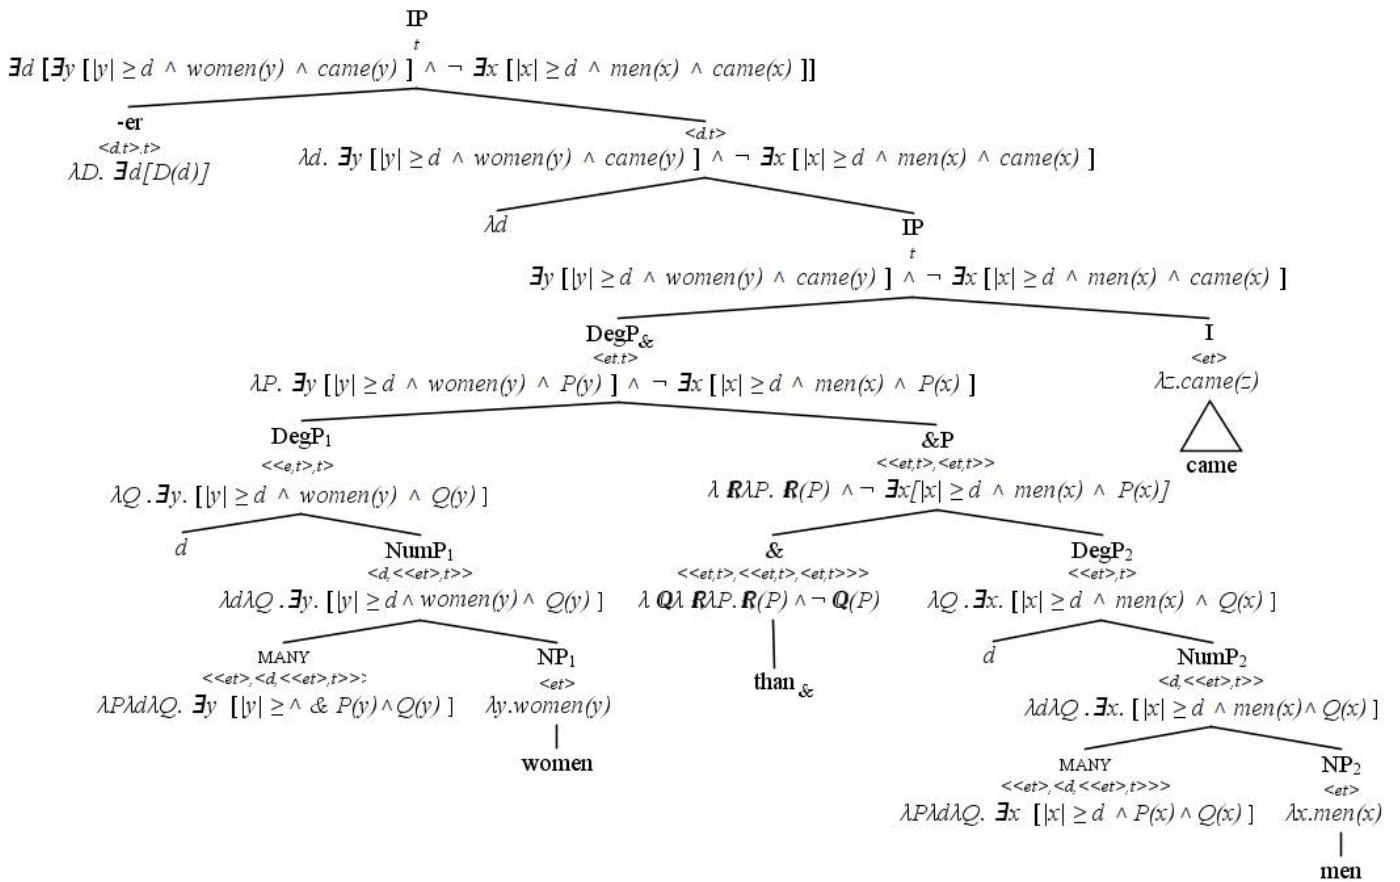 IP
t
∃d [∃y [|y| ≥ d ∧ women(y) ∧ came(y) ] ∧ ¬ ∃x [|x| ≥ d ∧ men(x) ∧ came(x) ]]
-er
<d,t>,t>
λD. ∃d[D(d)]
<d,t>
λd. ∃y [|y| ≥ d ∧ women(y) ∧ came(y) ] ∧ ¬ ∃x [|x| ≥ d ∧ men(x) ∧ came(x) ]
λd
IP
t
∃y [|y| ≥ d ∧ women(y) ∧ came(y) ] ∧ ¬ ∃x [|x| ≥ d ∧ men(x) ∧ came(x) ]
DegP&
<et,t>
λP. ∃y [|y| ≥ d ∧ women(y) ∧ P(y) ] ∧ ¬ ∃x [|x| ≥ d ∧ men(x) ∧ P(x) ]
I
<et>
λz.came(z)
came
DegP1
<<e,t>,t>
λQ .∃y. [|y| ≥ d ∧ women(y) ∧ Q(y) ]
&P
<<et,t>,<et,t>>
λ RλP. R(P) ∧ ¬ ∃x[|x| ≥ d ∧ men(x) ∧ P(x)]
d
NumP1
<d,<<et>,t>>
λdλQ .∃y. [|y| ≥ d ∧ women(y) ∧ Q(y) ]
&
<<et,t>,<<et,t>,<et,t>>>
λ Qλ RλP. R(P) ∧ ¬ Q(P)
than &
DegP2
<<et>,t>
λQ .∃x. [|x| ≥ d ∧ men(x) ∧ Q(x) ]
MANY
<<et>,<d,<<et>,t>>:
λPλdλQ. ∃y [|y| ≥ ∧ & P(y) ∧ Q(y) ]
NP1
<et>
λy.women(y)
women
d
NumP2
<d,<<et>,t>>
λdλQ .∃x. [|x| ≥ d ∧ men(x) ∧ Q(x) ]
MANY
<<et>,<d,<<et>,t>>>
λPλdλQ. ∃x [|x| ≥ d ∧ P(x) ∧ Q(x) ]
NP2
<et>
λx.men(x)
men